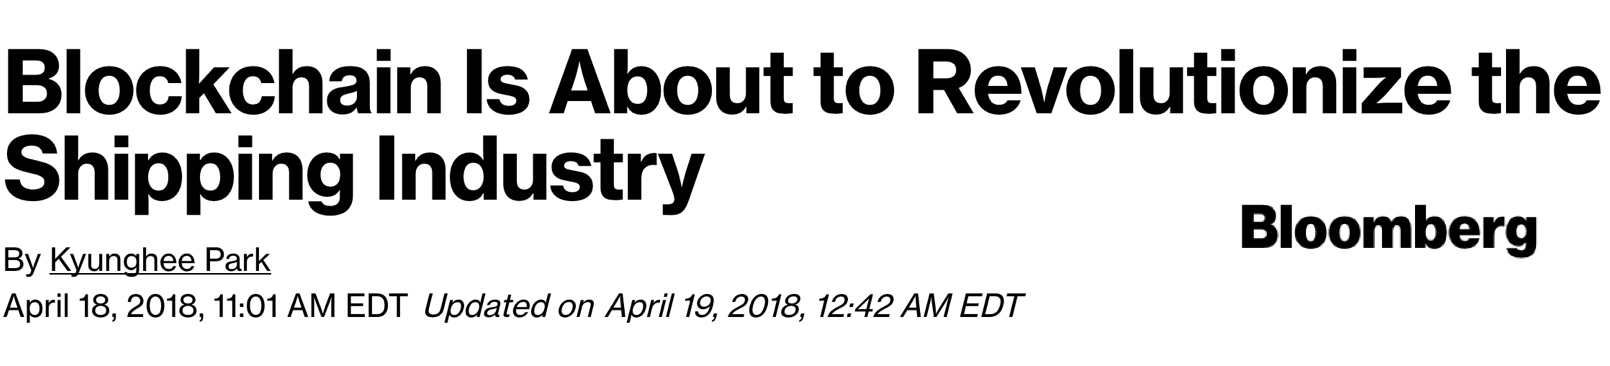 Blockchain Is About to Revolutionize the
Shipping Industry
Bloomberg
By Kyunghee Park
April 18, 2018, 11:01 AM EDT Updated on April 19, 2018, 12:42 AM EDT